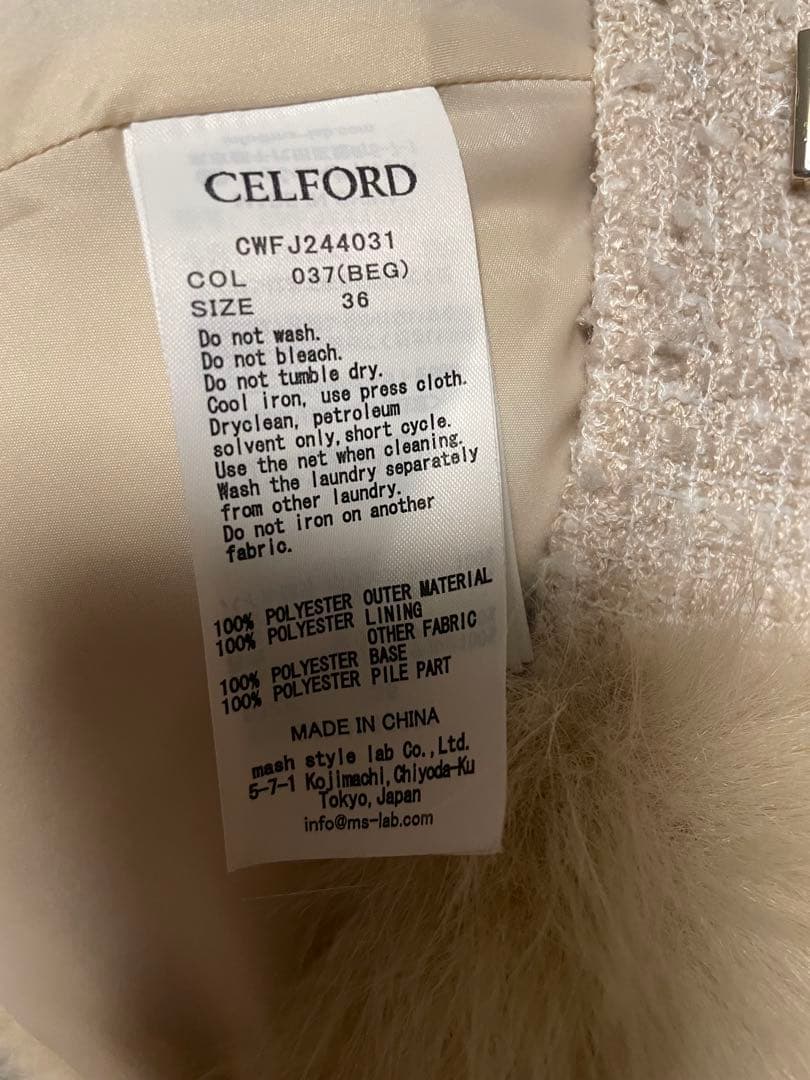 CELFORD
CWFJ244031
COL 037(BEG)
SIZE 36
Do not wash.
Do not bleach.
Do not tumble dry.
Cool iron, use press cloth.
Dryclean, petroleum
solvent only, short cycle.
Use the net when cleaning.
Wash the laundry separately
from other laundry.
Do not iron on another
fabric.
100% POLYESTER OUTER MATERIAL
100% POLYESTER LINING
OTHER FABRIC
100% POLYESTER BASE
100% POLYESTER PILE PART
MADE IN CHINA
mash style lab Co., Ltd.
5-7-1 Kojimachi, Chiyoda-Ku
Tokyo, Japan
info@ms-lab.com